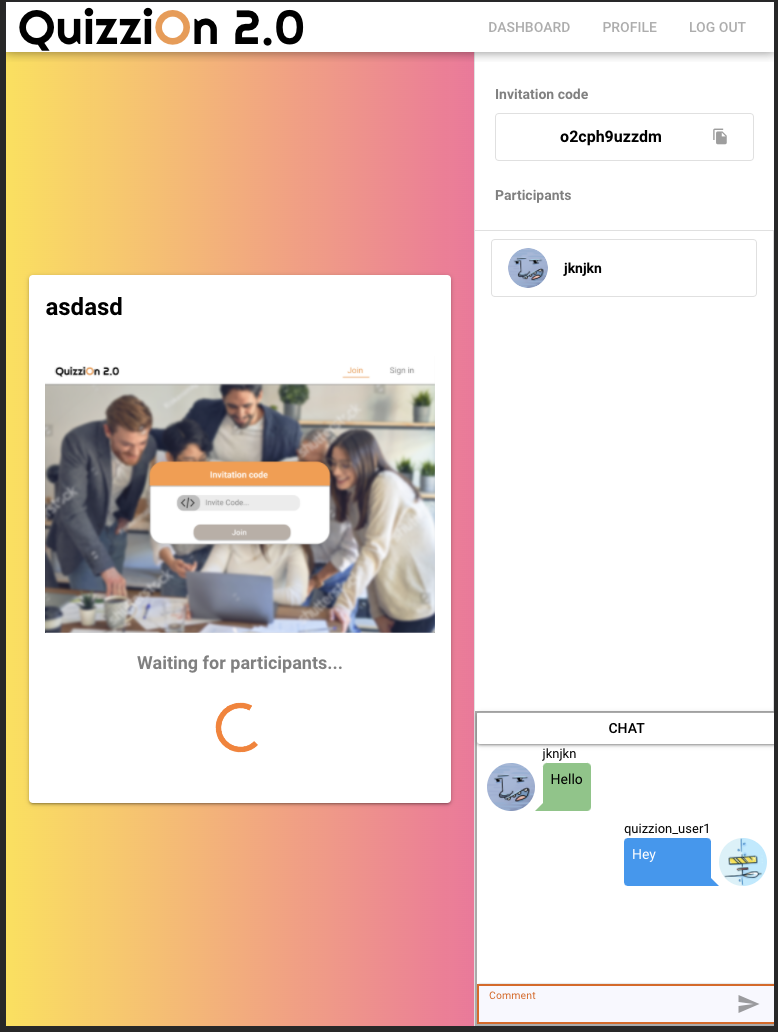 QuizziOn 2.0
DASHBOARD PROFILE LOG OUT
Invitation code
o2cph9uzzdm
Participants
jknjkn
asdasd
QuizziOn 2.0 Join Sign in
Invitation code
</> Invite Code...
Join
Waiting for participants...
CHAT
jknjkn
Hello
quizzion_user1
Hey
Comment